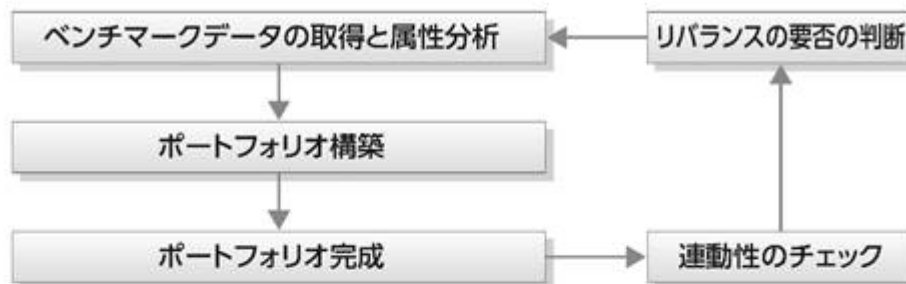 ベンチマークデータの取得と属性分析
リバランスの要否の判断
ポートフォリオ構築
ポートフォリオ完成
連動性のチェック